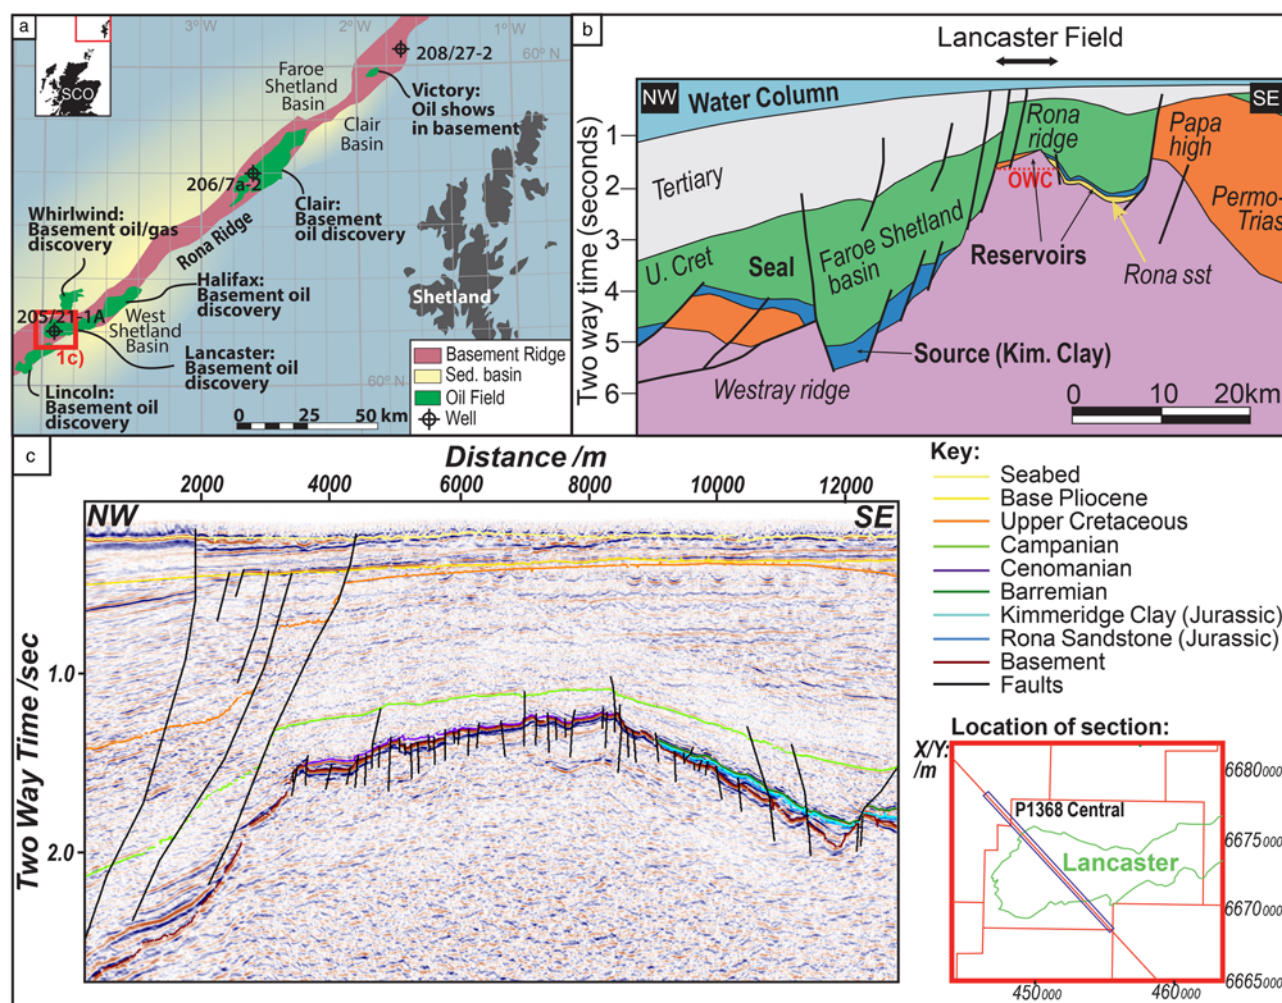 a
3° W
2° W
1° W
60° N
SCO
208/27-2
Faroe
Shetland
Basin
Victory:
Oil shows
in basement
Clair
Basin
206/7a-2
Clair:
Basement
oil discovery
Whirlwind:
Basement oil/gas
discovery
Rona Ridge
Halifax:
Basement oil
discovery
Shetland
205/21-1A
West
Shetland
Basin
1c)
Lancaster:
Basement oil
discovery
Lincoln:
Basement oil
discovery
60° N
Basement Ridge
Sed. basin
Oil Field
Well
0 25 50 km
b
Lancaster Field
NW
SE
Water Column
Two way time (seconds)
1
2
3
4
5
6
Tertiary
Rona
ridge
Papa
high
OWC
Permo-
Trias
U. Cret
Seal
Faroe Shetland
basin
Reservoirs
Rona sst
Source (Kim. Clay)
Westray ridge
0 10 20km
c
Distance /m
2000 4000 6000 8000 10000 12000
NW
SE
Two Way Time /sec
1.0
2.0
Key:
Seabed
Base Pliocene
Upper Cretaceous
Campanian
Cenomanian
Barremian
Kimmeridge Clay (Jurassic)
Rona Sandstone (Jurassic)
Basement
Faults
Location of section:
X/Y:
/m
P1368 Central
Lancaster
6680000
6675000
6670000
6665000
450000 460000